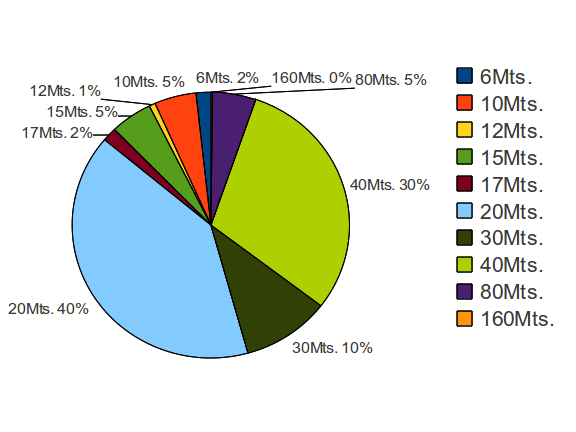 6Mts. 2%
160Mts. 0%
80Mts. 5%
10Mts. 5%
12Mts. 1%
15Mts. 5%
17Mts. 2%
40Mts. 30%
20Mts. 40%
30Mts. 10%
6Mts.
10Mts.
12Mts.
15Mts.
17Mts.
20Mts.
30Mts.
40Mts.
80Mts.
160Mts.